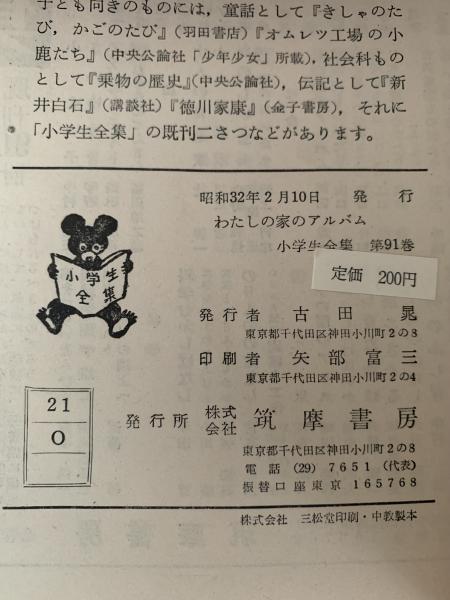 子ども向きのものには，童話として『きしゃのた
び，かごのたび』（羽田書店）『オムレツ工場の小
鹿たち』（中央公論社「少年少女」所載），社会科もの
として『乗物の歴史』（中央公論社），伝記として『新
井白石』（講談社）『徳川家康』（金子書房），それに
「小学生全集」の既刊二さつなどがあります。
昭和32年2月10日 発行
わたしの家のアルバム
小学生全集 第91巻
定価 200円
小学生
全集
発行者 古田晁
東京都千代田区神田小川町2の8
印刷者 矢部富三
東京都千代田区神田小川町2の4
21
O
発行所 株式会社 筑摩書房
東京都千代田区神田小川町2の8
電話 (29) 7651 (代表)
振替口座東京 165768
株式会社 三松堂印刷・中教製本